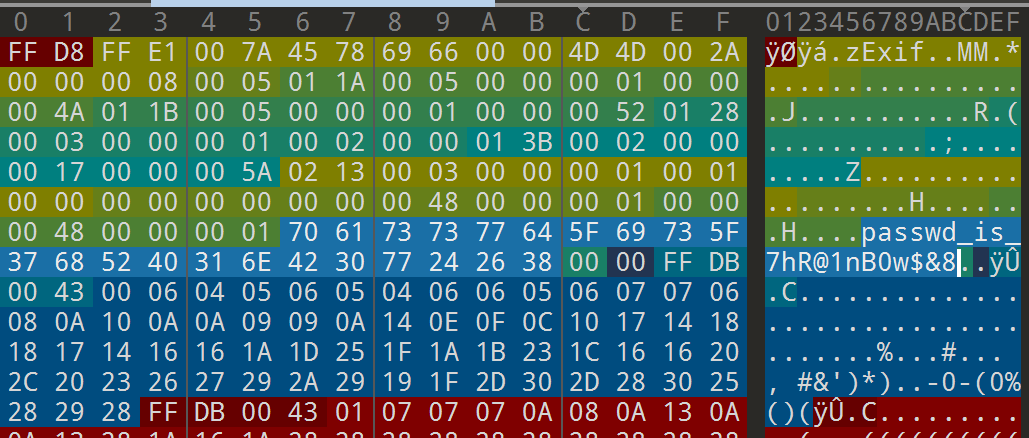 0 1 2 3 4 5 6 7 8 9 A B C D E F 0123456789ABCDEF
FF D8 FF E1 00 7A 45 78 69 66 00 00 4D 4D 00 2A ÿØÿá.zExif..MM.*
00 00 00 08 00 05 01 1A 00 05 00 00 00 01 00 00 ................
00 4A 01 1B 00 05 00 00 00 01 00 00 00 52 01 28 .J...........R.(
00 03 00 00 00 01 00 02 00 00 01 3B 00 02 00 00 ...........;....
00 17 00 00 00 5A 02 13 00 03 00 00 00 01 00 01 .....Z..........
00 00 00 00 00 00 00 48 00 00 00 01 00 00 .......H......
00 48 00 00 00 01 70 61 73 73 77 64 5F 69 73 5F .H....passwd_is_
37 68 52 40 31 6E 42 30 77 24 26 38 00 00 FF DB 7hR@1nB0w$&8..ÿÛ
00 43 00 06 04 05 06 05 04 06 06 05 06 07 07 06 .C..............
08 0A 10 0A 0A 09 09 0A 14 0E 0F 0C 10 17 14 18 ................
18 17 14 16 16 1A 1D 25 1F 1A 1B 23 1C 16 16 20 .......%...#...
2C 20 23 26 27 29 2A 29 19 1F 2D 30 2D 28 30 25 , #&')*)..-0-(0%
28 29 28 FF DB 00 43 01 07 07 07 0A 08 0A 13 0A ()(ÿÛ.C.........